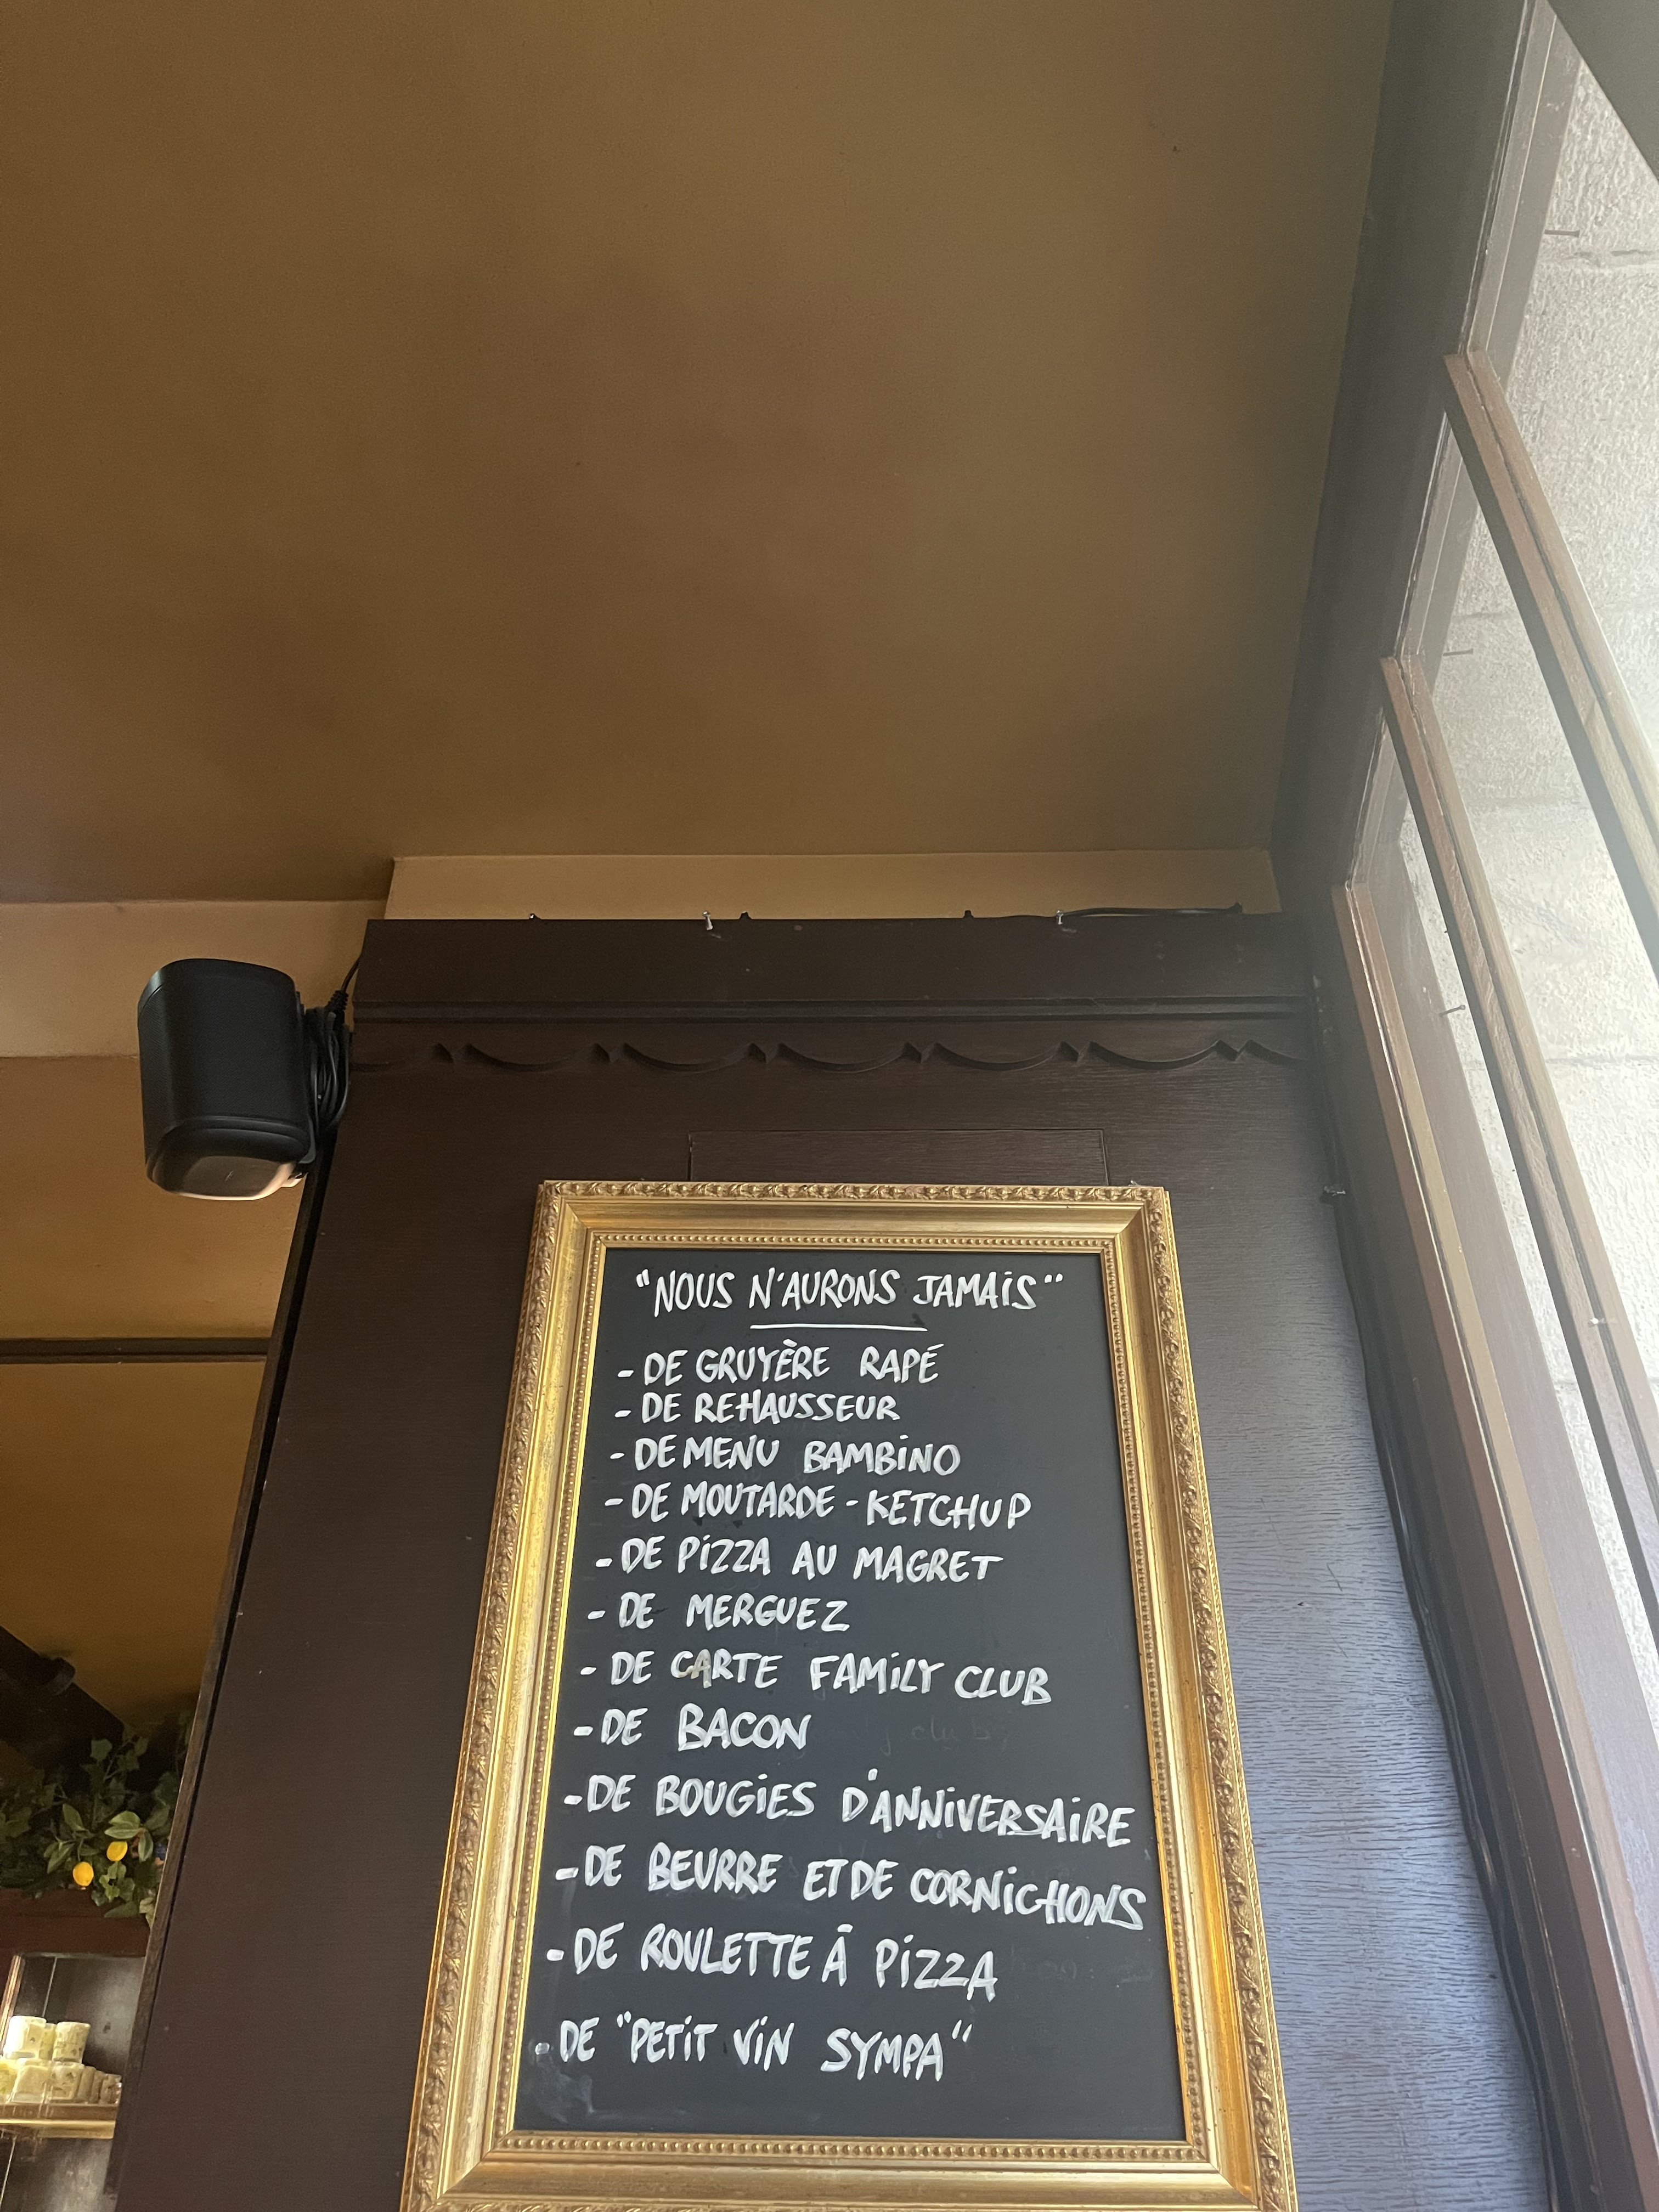 "NOUS N'AURONS JAMAIS"
- DE GRUYÈRE RAPÉ
- DE REHAUSSEUR
- DE MENU BAMBINO
- DE MOUTARDE - KETCHUP
- DE PIZZA AU MAGRET
- DE MERGUEZ
- DE CARTE FAMILY CLUB
- DE BACON
- DE BOUGIES D'ANNIVERSAIRE
- DE BEURRE ET DE CORNICHONS
- DE ROULETTE À PIZZA
- DE "PETIT VIN SYMPA"